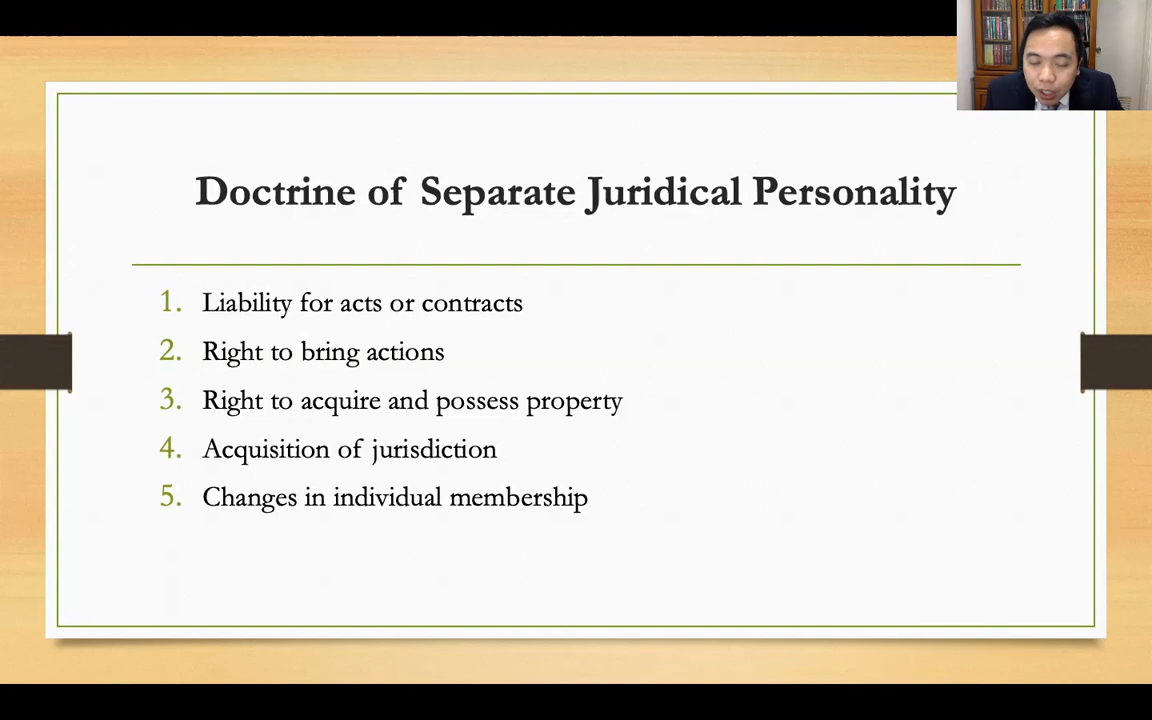 Doctrine of Separate Juridical Personality
1. Liability for acts or contracts
2. Right to bring actions
3. Right to acquire and possess property
4. Acquisition of jurisdiction
5. Changes in individual membership